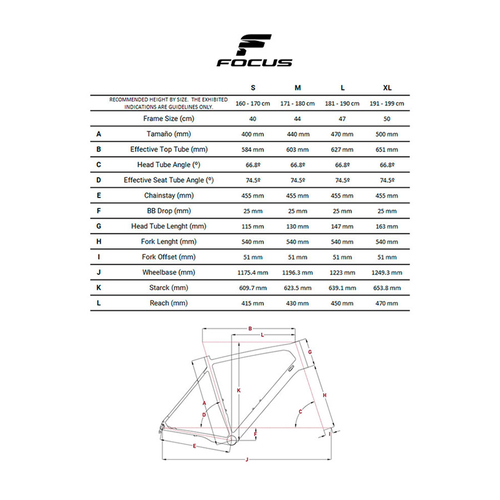 FOCUS
S M L XL
RECOMMENDED HEIGHT BY SIZE. THE EXHIBITED
INDICATIONS ARE GUIDELINES ONLY.
160 - 170 cm 171 - 180 cm 181 - 190 cm 191 - 199 cm
Frame Size (cm) 40 44 47 50
A Tamaño (mm) 400 mm 440 mm 470 mm 500 mm
B Effective Top Tube (mm) 584 mm 603 mm 627 mm 651 mm
C Head Tube Angle (º) 66.8º 66.8º 66.8º 66.8º
D Effective Seat Tube Angle (º) 74.5º 74.5º 74.5º 74.5º
E Chainstay (mm) 455 mm 455 mm 455 mm 455 mm
F BB Drop (mm) 25 mm 25 mm 25 mm 25 mm
G Head Tube Lenght (mm) 115 mm 130 mm 147 mm 163 mm
H Fork Lenght (mm) 540 mm 540 mm 540 mm 540 mm
I Fork Offset (mm) 51 mm 51 mm 51 mm 51 mm
J Wheelbase (mm) 1175.4 mm 1196.3 mm 1223 mm 1249.3 mm
K Starck (mm) 609.7 mm 623.5 mm 639.1 mm 653.8 mm
L Reach (mm) 415 mm 430 mm 450 mm 470 mm
B
L
G
K
H
A
D
C
F
I
E
J